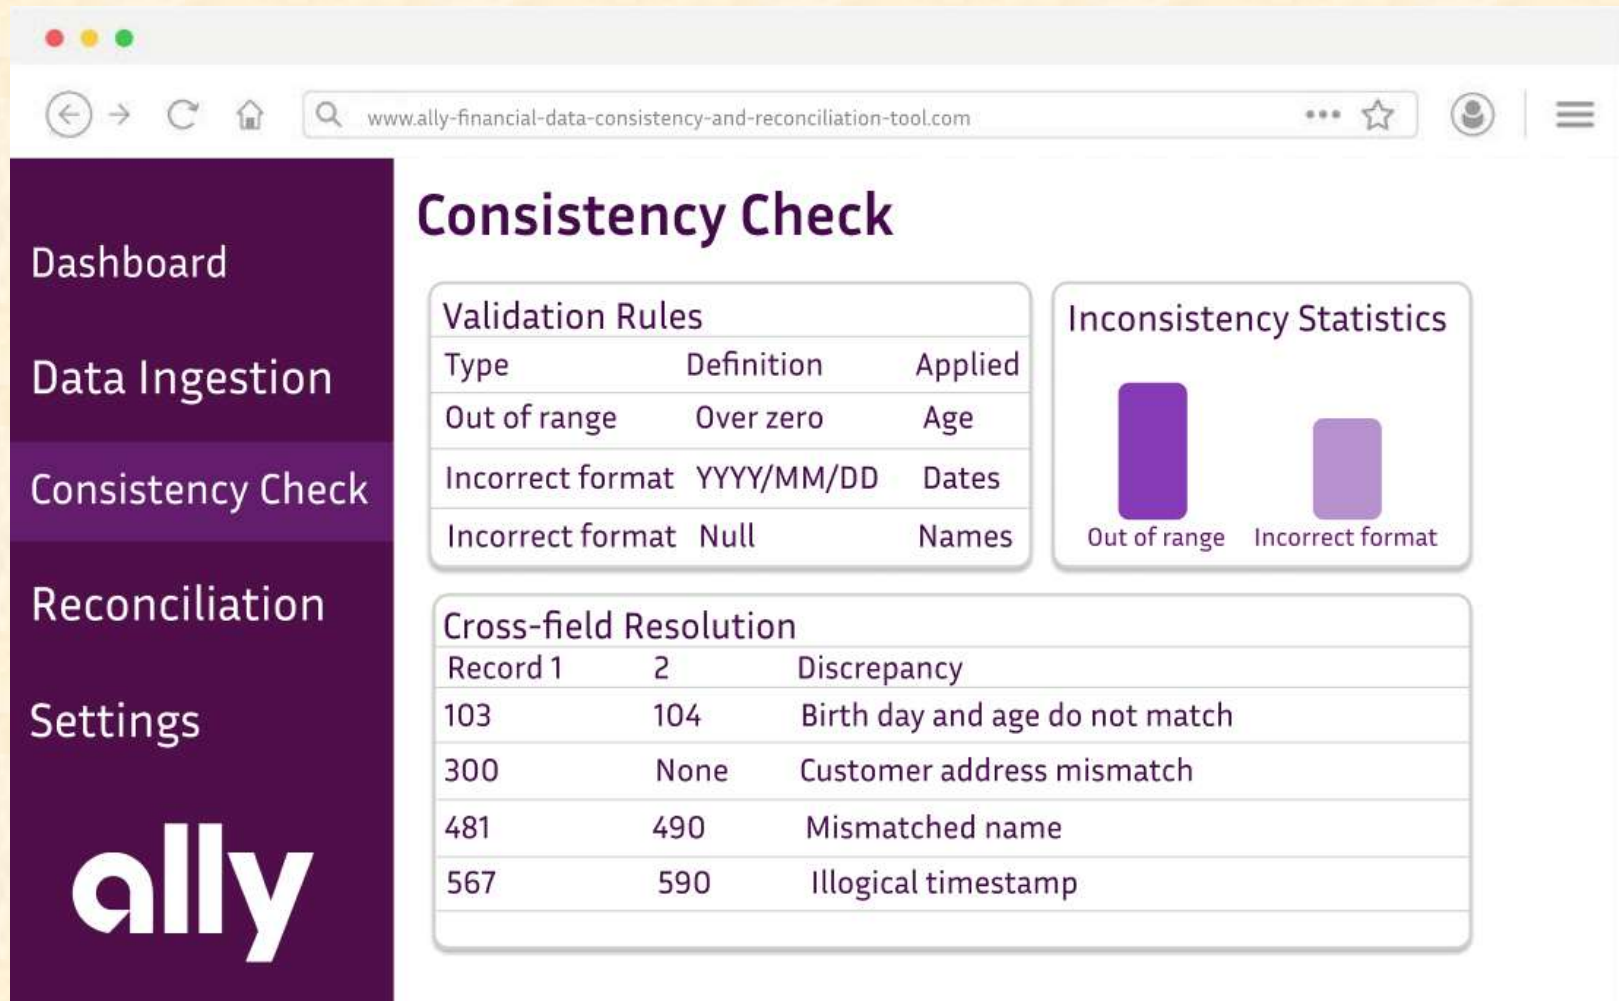 www.ally-financial-data-consistency-and-reconciliation-tool.com
Dashboard
Data Ingestion
Consistency Check
Reconciliation
Settings
ally
Consistency Check
Validation Rules
Type Definition Applied
Out of range Over zero Age
Incorrect format YYYY/MM/DD Dates
Incorrect format Null Names
Inconsistency Statistics
Out of range Incorrect format
Cross-field Resolution
Record 1 2 Discrepancy
103 104 Birth day and age do not match
300 None Customer address mismatch
481 490 Mismatched name
567 590 Illogical timestamp